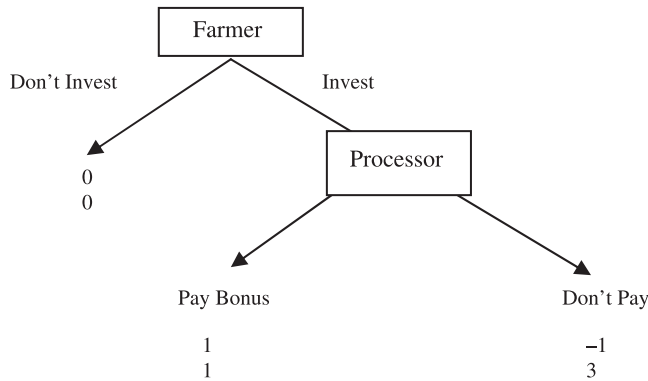 Farmer
Don't Invest
Invest
Processor
0
0
Pay Bonus
Don't Pay
1
–1
1
3